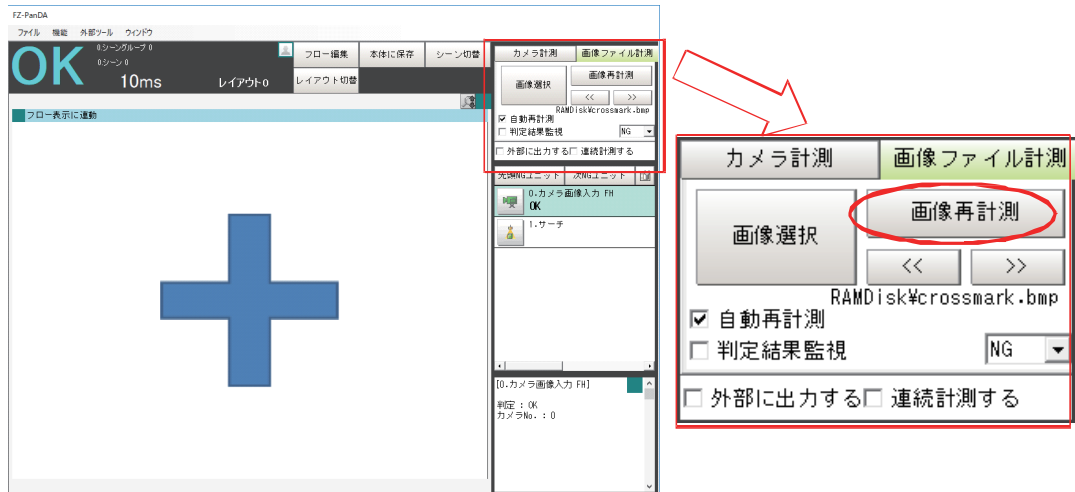 FZ-PanDA
ファイル 機能 外部ツール ウィンドウ
OK
0.シーングループ 0
0.シーン 0
10ms
レイアウト0
フロー編集
本体に保存
シーン切替
レイアウト切替
フロー表示に連動
カメラ計測
画像ファイル計測
画像選択
画像再計測
<<
>>
RAMDisk¥crossmark.bmp
自動再計測
判定結果監視
NG
外部に出力する
連続計測する
先頭NGユニット
次NGユニット
0.カメラ画像入力 FH
OK
1.サーチ
[0.カメラ画像入力 FH]
判定 : OK
カメラNo. : 0
カメラ計測
画像ファイル計測
画像選択
画像再計測
<<
>>
RAMDisk¥crossmark.bmp
自動再計測
判定結果監視
NG
外部に出力する
連続計測する